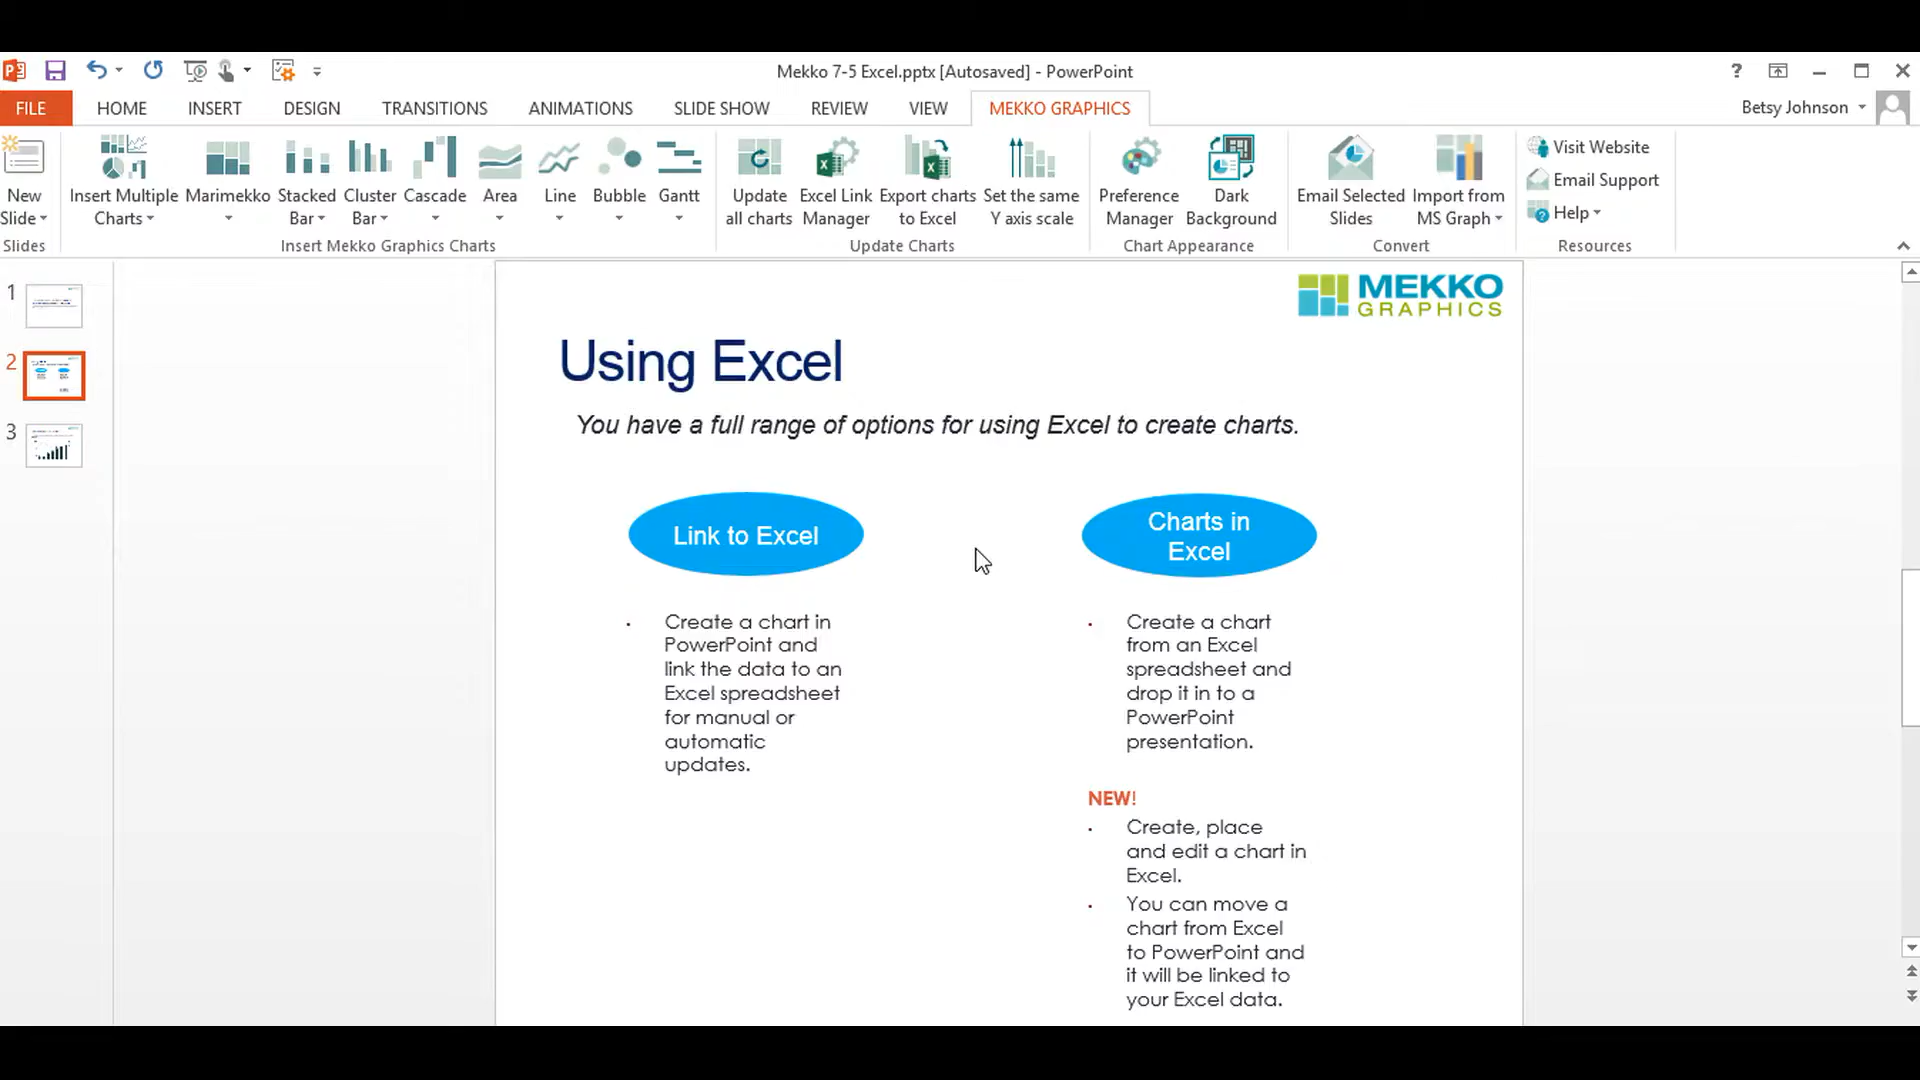 Mekko 7-5 Excel.pptx [Autosaved] - PowerPoint
?
FILE HOME INSERT DESIGN TRANSITIONS ANIMATIONS SLIDE SHOW REVIEW VIEW MEKKO GRAPHICS Betsy Johnson
New
Slide
Slides
Insert Multiple
Charts
Marimekko
Stacked
Bar
Cluster
Bar
Cascade
Area
Line
Bubble
Gantt
Insert Mekko Graphics Charts
Update
all charts
Excel Link
Manager
Export charts
to Excel
Set the same
Y axis scale
Update Charts
Preference
Manager
Dark
Background
Chart Appearance
Email Selected
Slides
Import from
MS Graph
Convert
Visit Website
Email Support
Help
Resources
1
2
3
MEKKO
GRAPHICS
Using Excel
You have a full range of options for using Excel to create charts.
Link to Excel
Create a chart in
PowerPoint and
link the data to an
Excel spreadsheet
for manual or
automatic
updates.
Charts in
Excel
Create a chart
from an Excel
spreadsheet and
drop it in to a
PowerPoint
presentation.
NEW!
Create, place
and edit a chart in
Excel.
You can move a
chart from Excel
to PowerPoint and
it will be linked to
your Excel data.